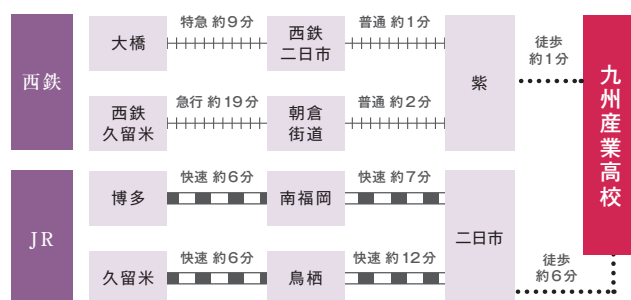 西鉄
大橋
特急 約9分
西鉄
二日市
普通 約1分
西鉄
久留米
急行 約19分
朝倉
街道
普通 約2分
紫
徒歩
約1分
JR
博多
快速 約6分
南福岡
快速 約7分
久留米
快速 約6分
鳥栖
快速 約12分
二日市
徒歩
約6分
九州産業高校